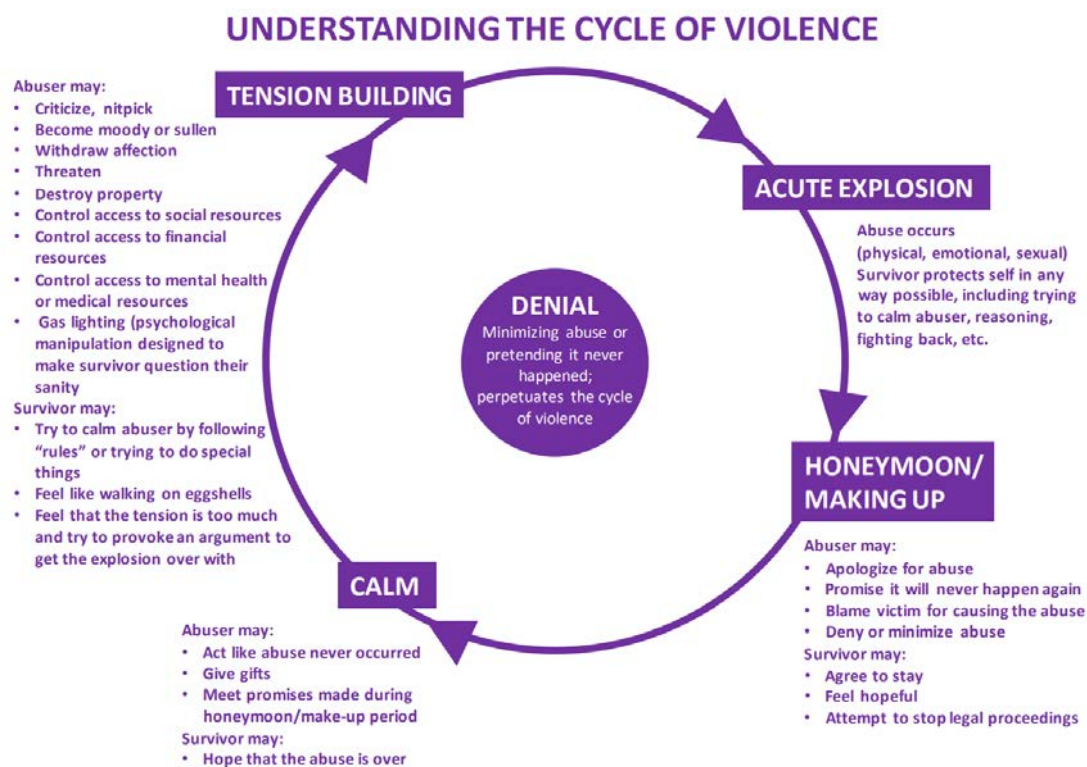 UNDERSTANDING THE CYCLE OF VIOLENCE
TENSION BUILDING
Abuser may:
• Criticize, nitpick
• Become moody or sullen
• Withdraw affection
• Threaten
• Destroy property
• Control access to social resources
• Control access to financial
resources
• Control access to mental health
or medical resources
• Gas lighting (psychological
manipulation designed to
make survivor question their
sanity
Survivor may:
• Try to calm abuser by following
“rules” or trying to do special
things
• Feel like walking on eggshells
• Feel that the tension is too much
and try to provoke an argument to
get the explosion over with
ACUTE EXPLOSION
Abuse occurs
(physical, emotional, sexual)
Survivor protects self in any
way possible, including trying
to calm abuser, reasoning,
fighting back, etc.
DENIAL
Minimizing abuse or
pretending it never
happened;
perpetuates the cycle
of violence
HONEYMOON/
MAKING UP
Abuser may:
• Apologize for abuse
• Promise it will never happen again
• Blame victim for causing the abuse
• Deny or minimize abuse
Survivor may:
• Agree to stay
• Feel hopeful
• Attempt to stop legal proceedings
CALM
Abuser may:
• Act like abuse never occurred
• Give gifts
• Meet promises made during
honeymoon/make-up period
Survivor may:
• Hope that the abuse is over